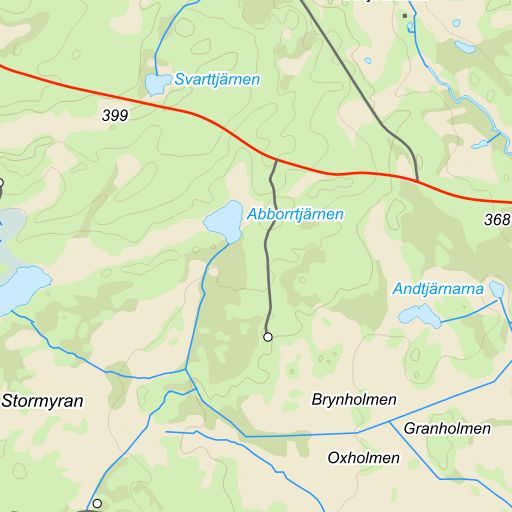 Svarttjärnen
399
Abborrtjärnen
368
Andtjärnarna
Stormyran
Brynholmen
Granholmen
Oxholmen